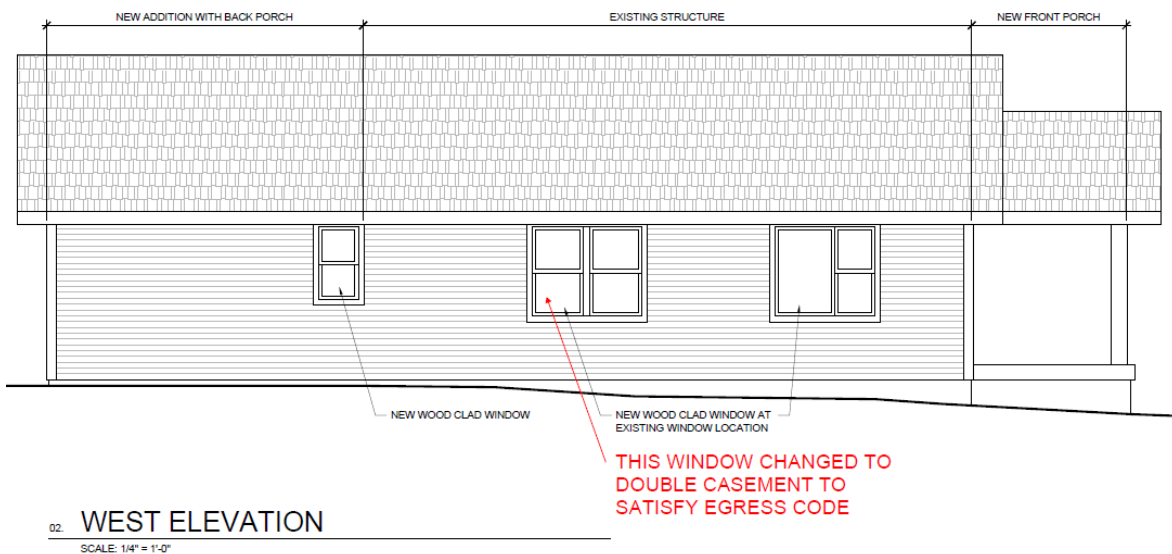 NEW ADDITION WITH BACK PORCH
EXISTING STRUCTURE
NEW FRONT PORCH
NEW WOOD CLAD WINDOW
NEW WOOD CLAD WINDOW AT
EXISTING WINDOW LOCATION
THIS WINDOW CHANGED TO
DOUBLE CASEMENT TO
SATISFY EGRESS CODE
02. WEST ELEVATION
SCALE: 1/4" = 1'-0"